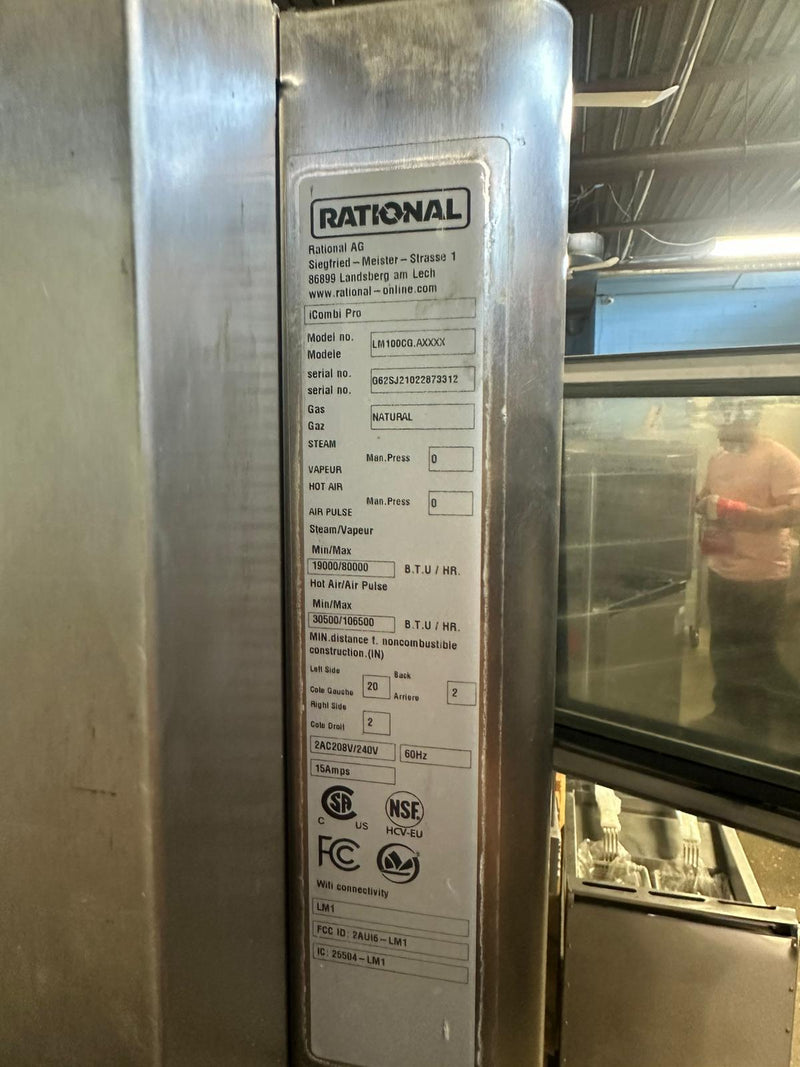 RATIONAL
Rational AG
Siegfried – Meister – Strasse 1
86899 Landsberg am Lech
www.rational – online.com
iCombi Pro
Model no.
Modele
LM100CG.AXXXX
serial no.
serial no.
G62SJ21022873312
Gas
Gaz
NATURAL
STEAM
VAPEUR
Man.Press
0
HOT AIR
AIR PULSE
Man.Press
0
Steam/Vapeur
Min/Max
19000/80000 B.T.U / HR.
Hot Air/Air Pulse
Min/Max
30500/106500 B.T.U / HR.
MIN.distance f. noncombustible
construction.(IN)
Left Side
Cote Gauche
20
Back
Arriere
2
Right Side
Cote Droit
2
2AC208V/240V 60Hz
15Amps
C SA US
NSF.
HCV-EU
FC
Wifi connectivity
LM1
FCC ID: 2AUI6 – LM1
IC: 25504 – LM1